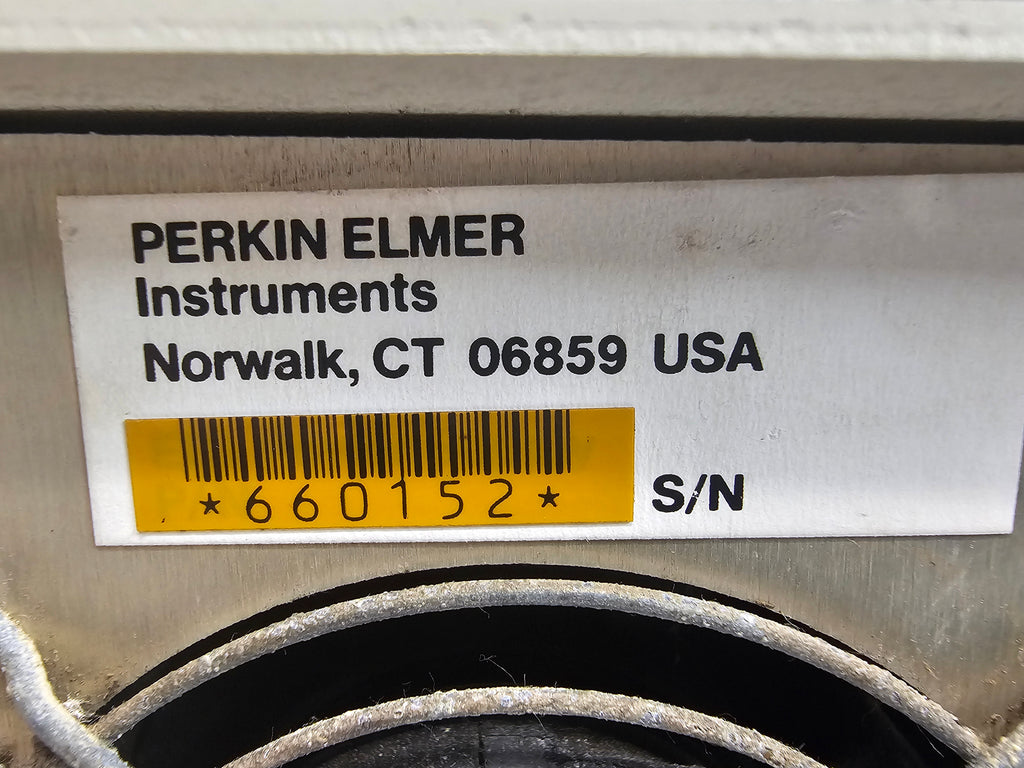 PERKIN ELMER
Instruments
Norwalk, CT 06859 USA
*660152* S/N